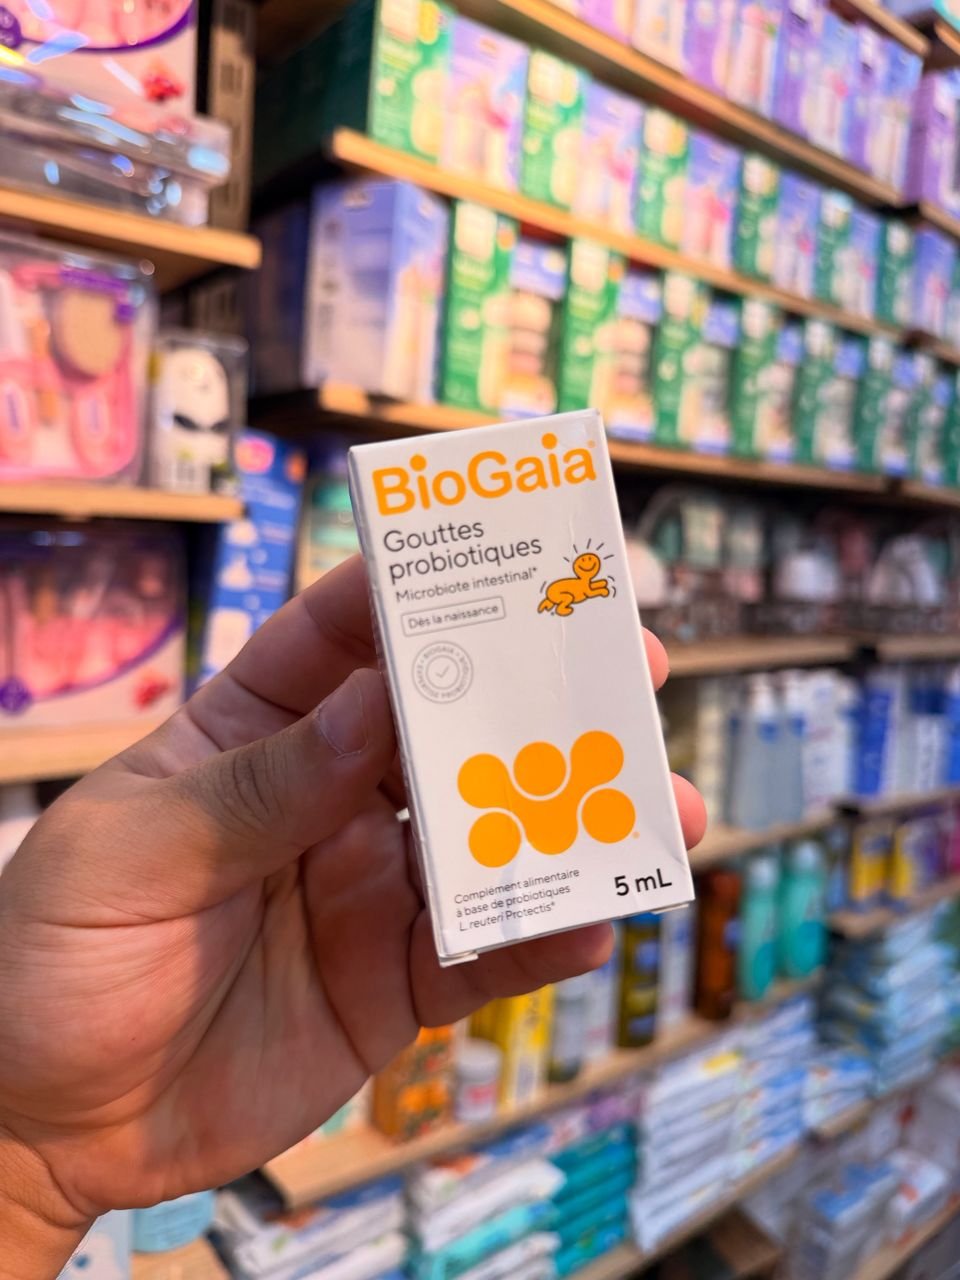 BioGaia®
Gouttes
probiotiques
Microbiote intestinal*
Dès la naissance
Complément alimentaire
à base de probiotiques
L. reuteri Protectis®
5 mL